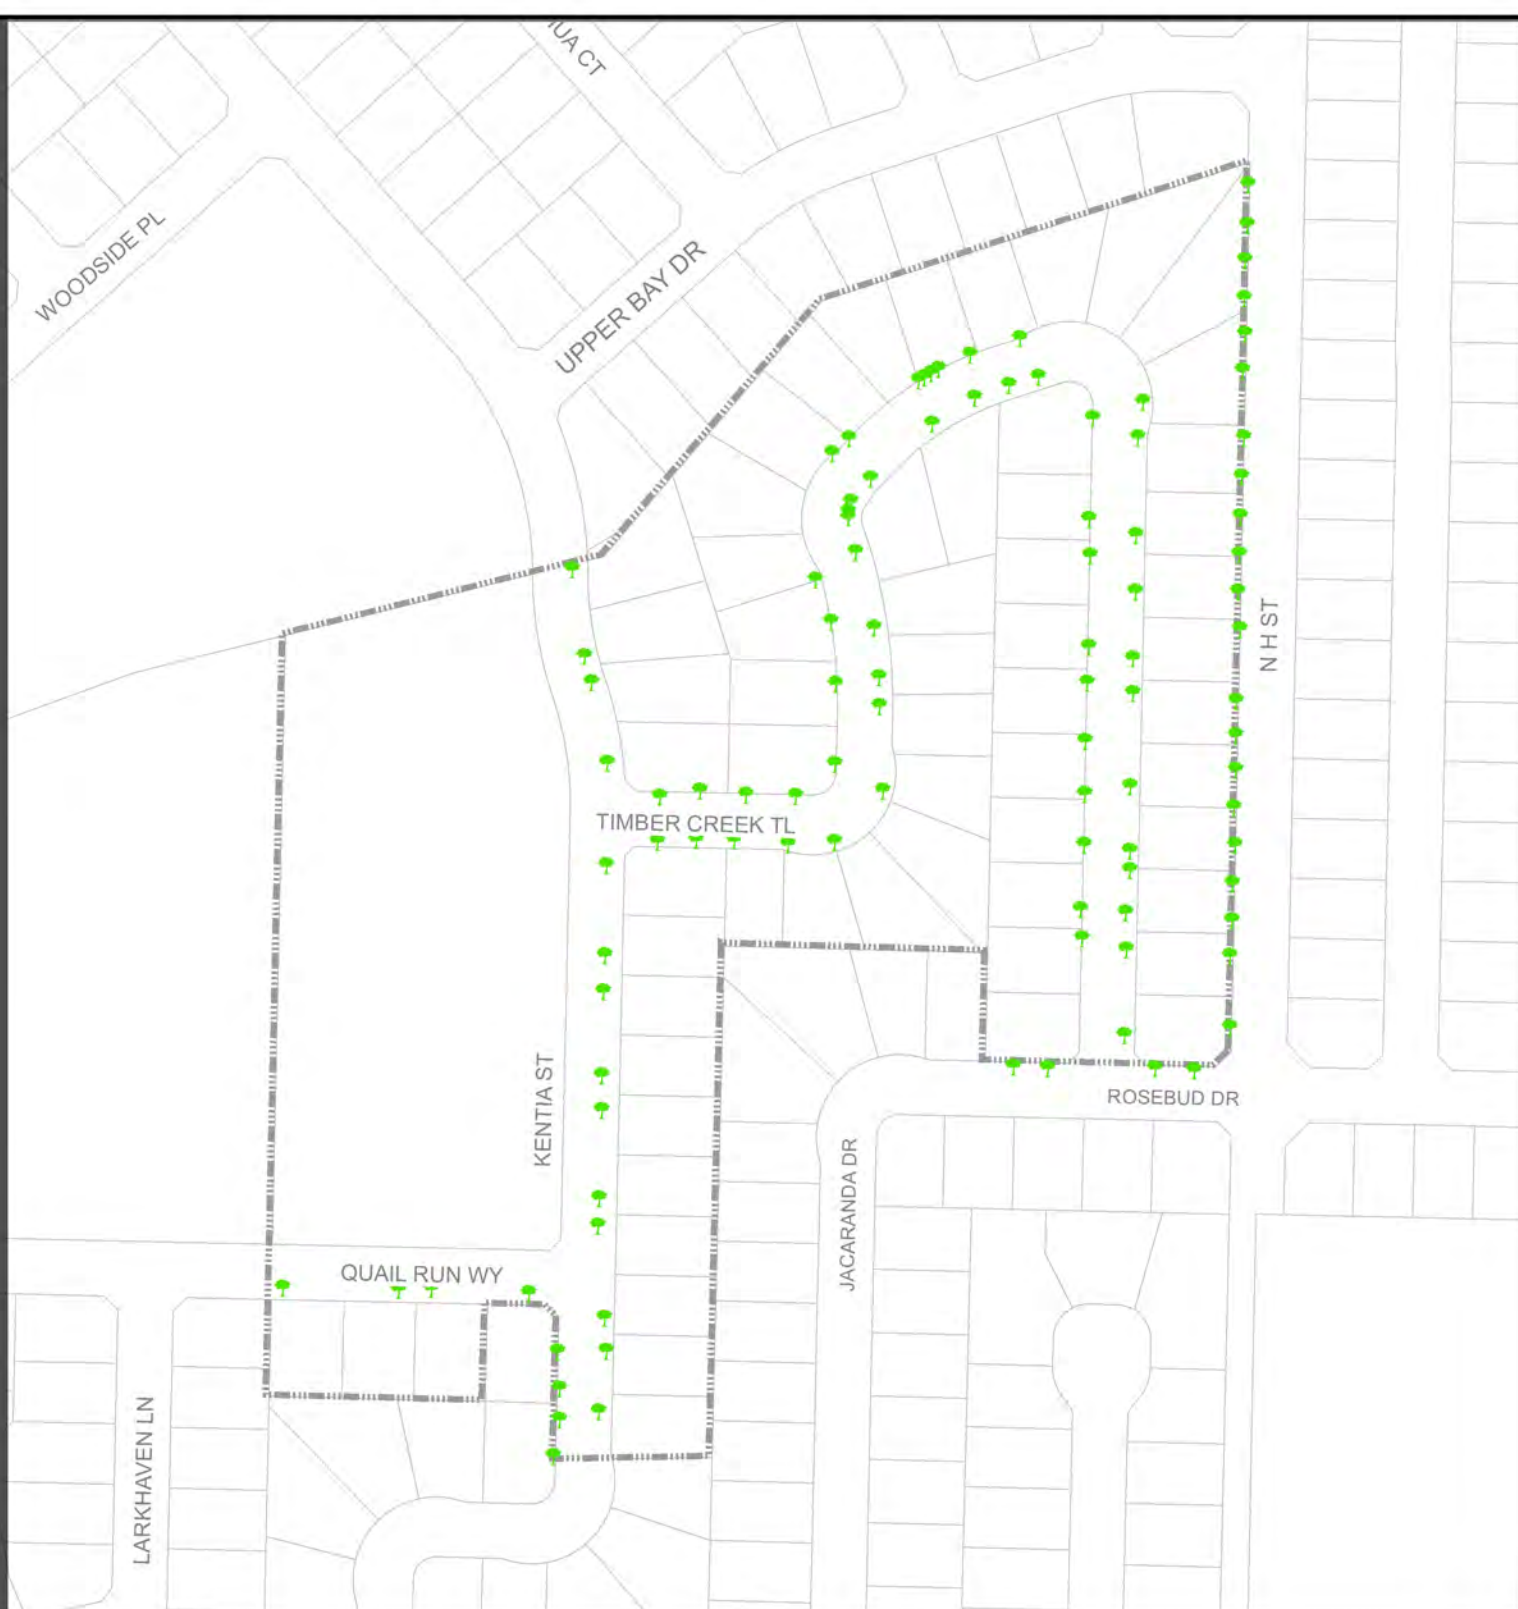 UA CT
WOODSIDE PL
UPPER BAY DR
N H ST
TIMBER CREEK TL
KENTIA ST
ROSEBUD DR
JACARANDA DR
QUAIL RUN WY
LARKHAVEN LN